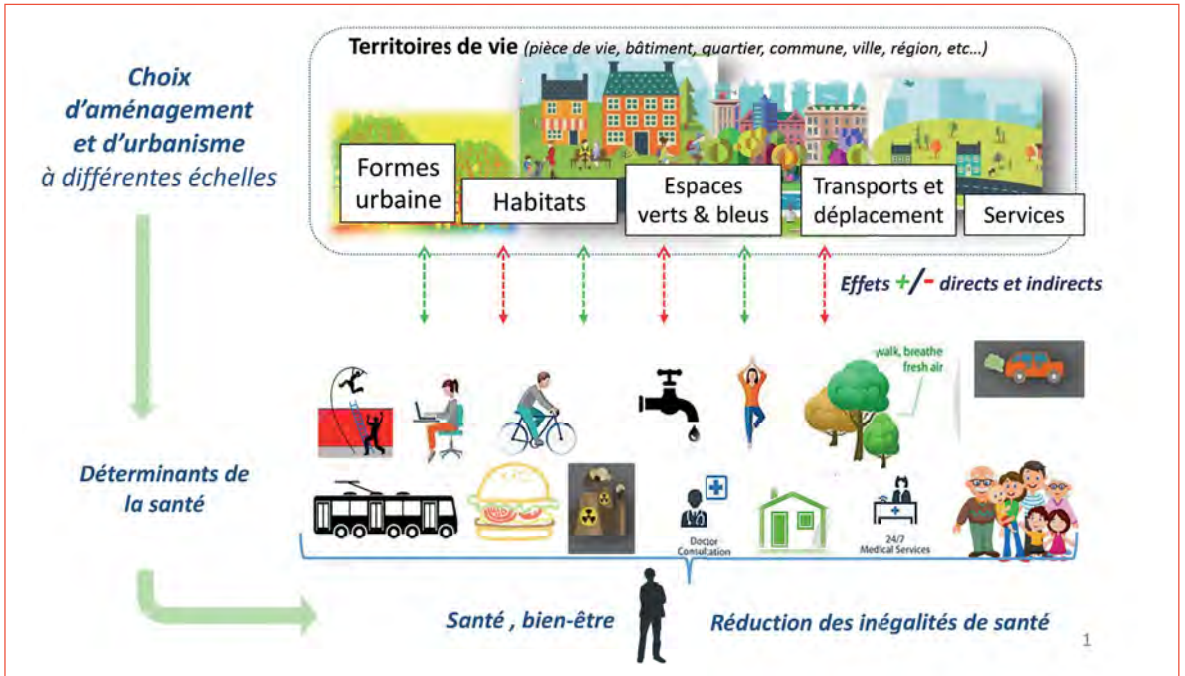 Territoires de vie (pièce de vie, bâtiment, quartier, commune, ville, région, etc...)
Choix
d'aménagement
et d'urbanisme
à différentes échelles
Formes
urbaine
Habitats
Espaces
verts & bleus
Transports et
déplacement
Services
Effets +/- directs et indirects
walk, breathe
fresh air
Déterminants de
la santé
Doctor
Consultation
24/7
Medical Services
Santé , bien-être
Réduction des inégalités de santé
1